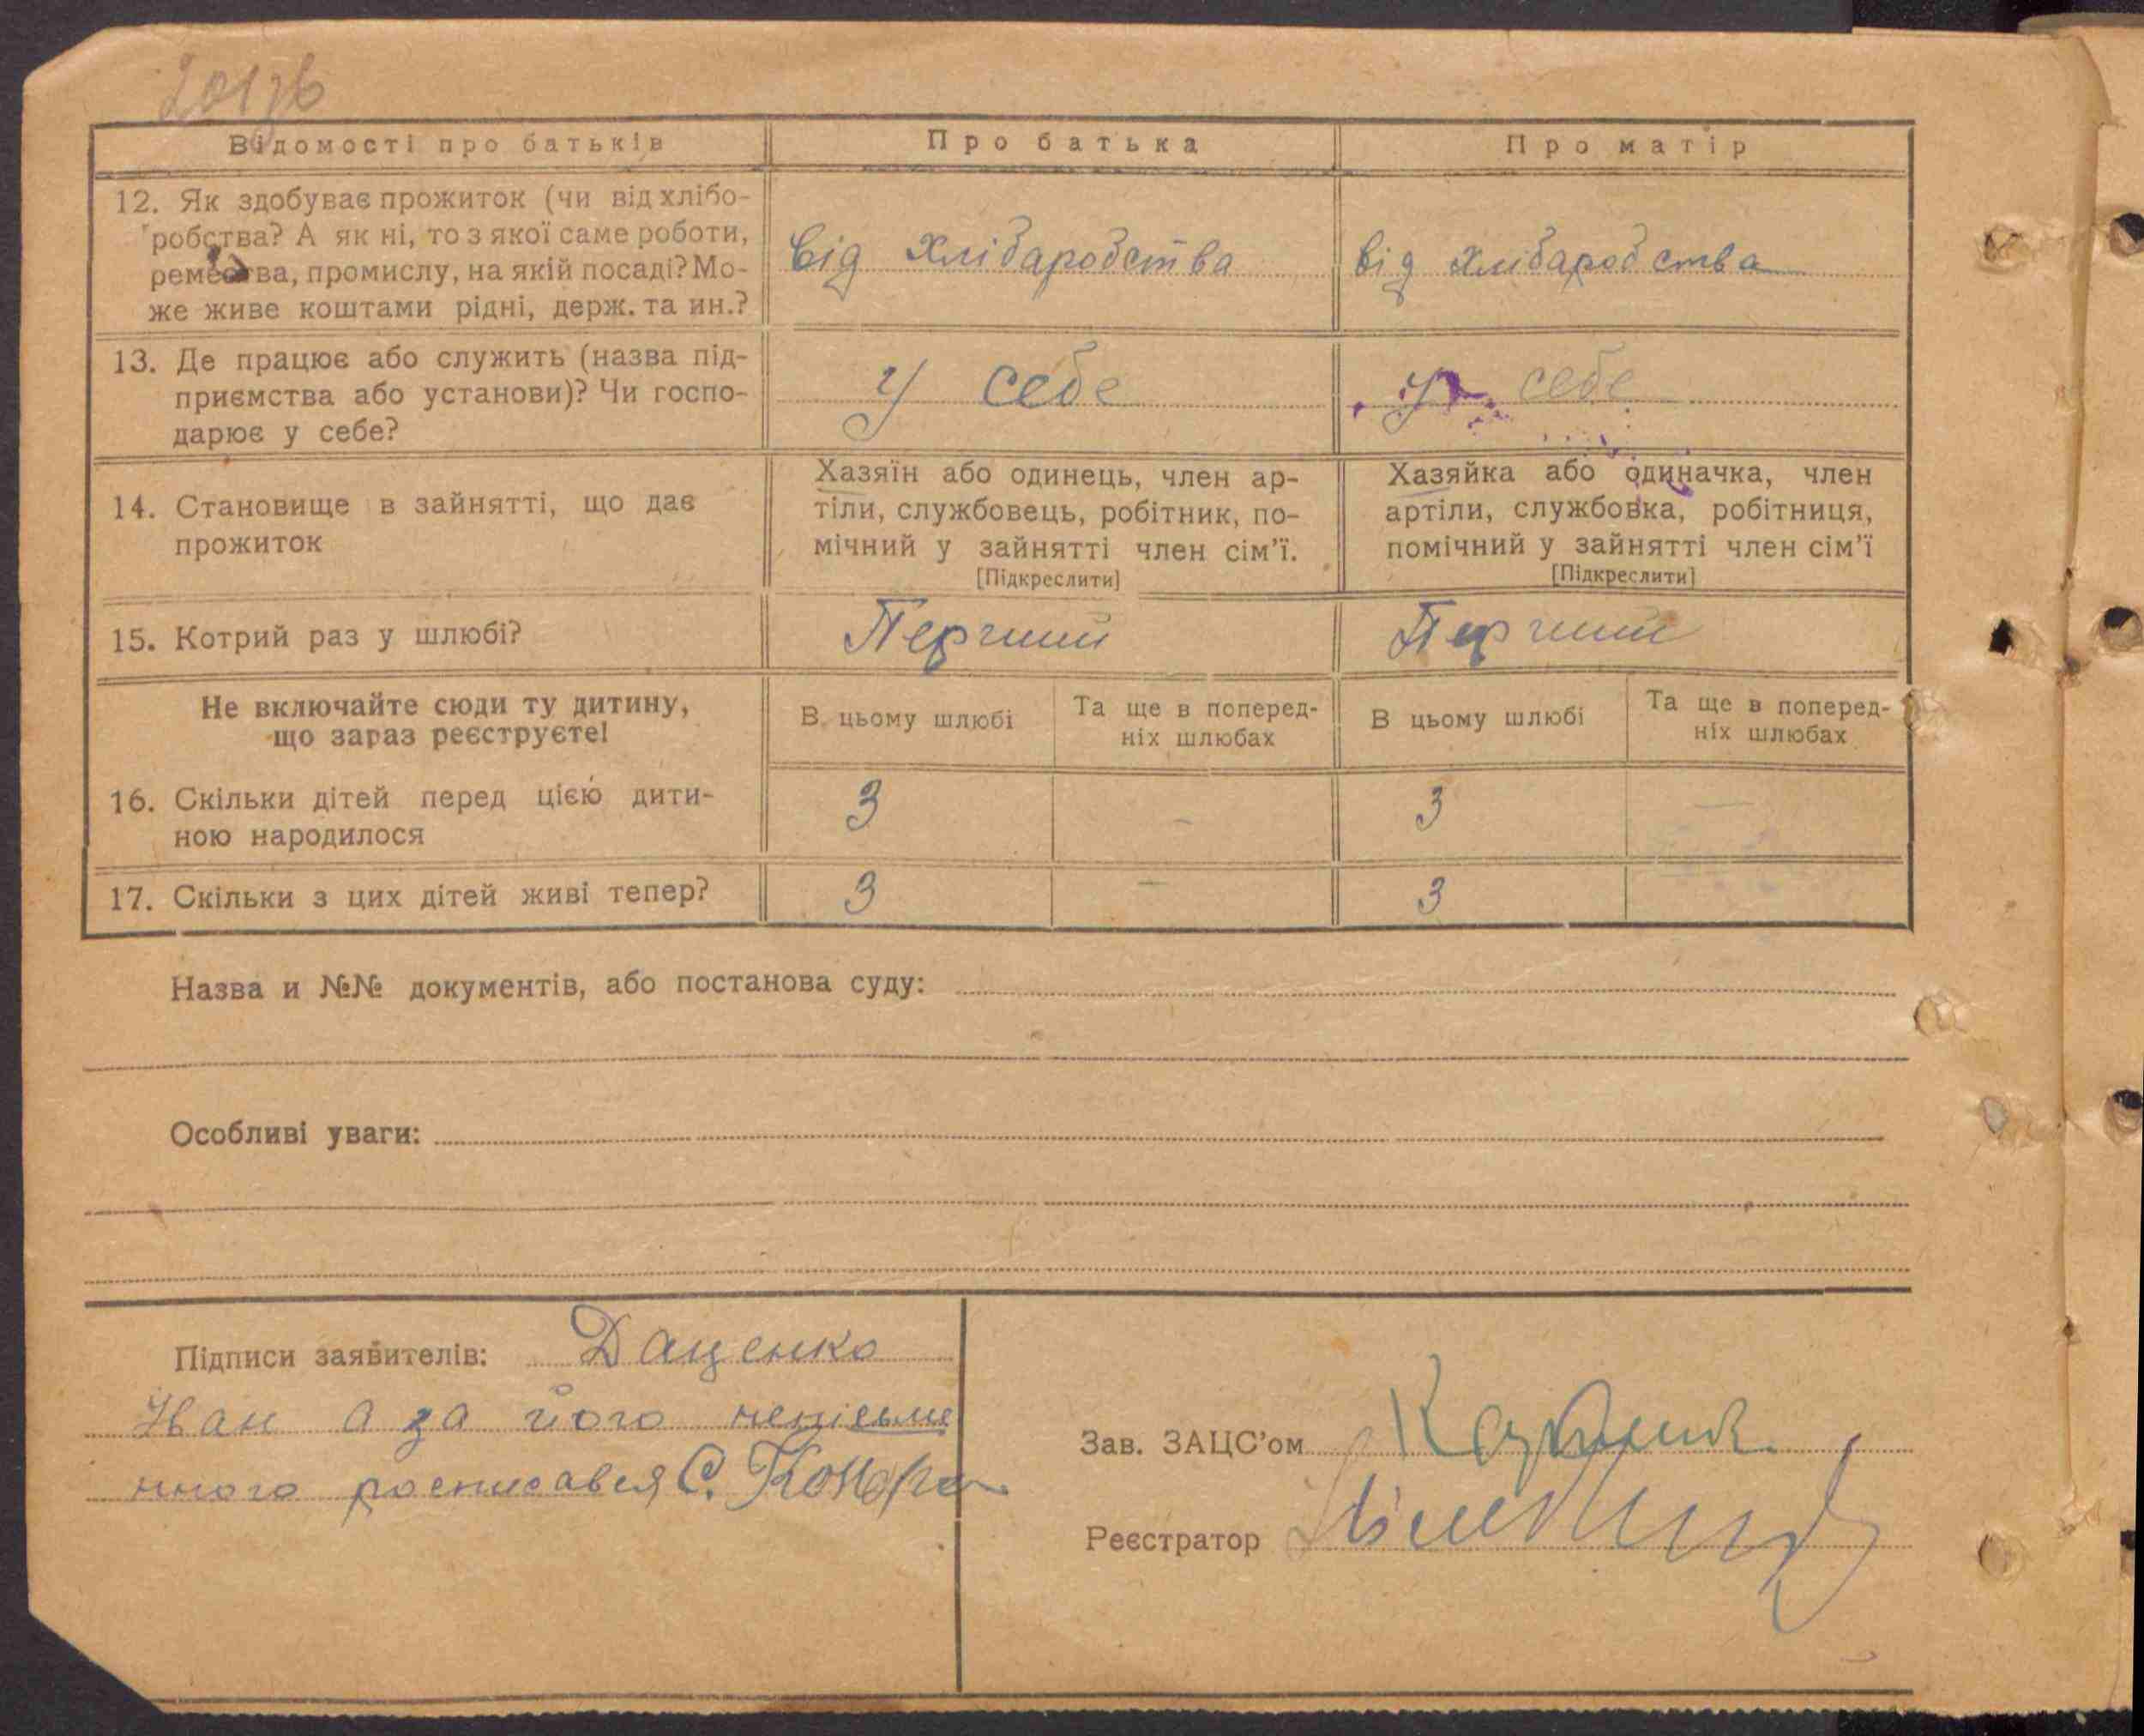 201зв
Відомості про батьків
Про батька
Про матір
12. Як здобуває прожиток (чи від хлібо-
робства? А як ні, то з якої саме роботи,
ремества, промислу, на якій посаді? Мо-
же живе коштами рідні, держ. та ин.?
від хлібаробства
від хлібаробства
13. Де працює або служить (назва під-
приємства або установи)? Чи госпо-
дарює у себе?
у себе
у себе
14. Становище в зайнятті, що дає
прожиток
Хазяїн або одинець, член ар-
тіли, службовець, робітник, по-
мічний у зайнятті член сім'ї.
[Підкреслити]
Хазяйка або одиначка, член
артіли, службовка, робітниця,
помічний у зайнятті член сім'ї
[Підкреслити]
15. Котрий раз у шлюбі?
Перший
Перший
Не включайте сюди ту дитину,
що зараз реєструєте!
В цьому шлюбі
Та ще в поперед-
ніх шлюбах
В цьому шлюбі
Та ще в поперед-
ніх шлюбах
16. Скільки дітей перед цією дити-
ною народилося
3
-
3
-
17. Скільки з цих дітей живі тепер?
3
-
3
Назва и №№ документів, або постанова суду:
Особливі уваги:
Підписи заявителів: Даценко
Иван а за його неписьме
нного росписався С.
Зав. ЗАЦС'ом
Реєстратор